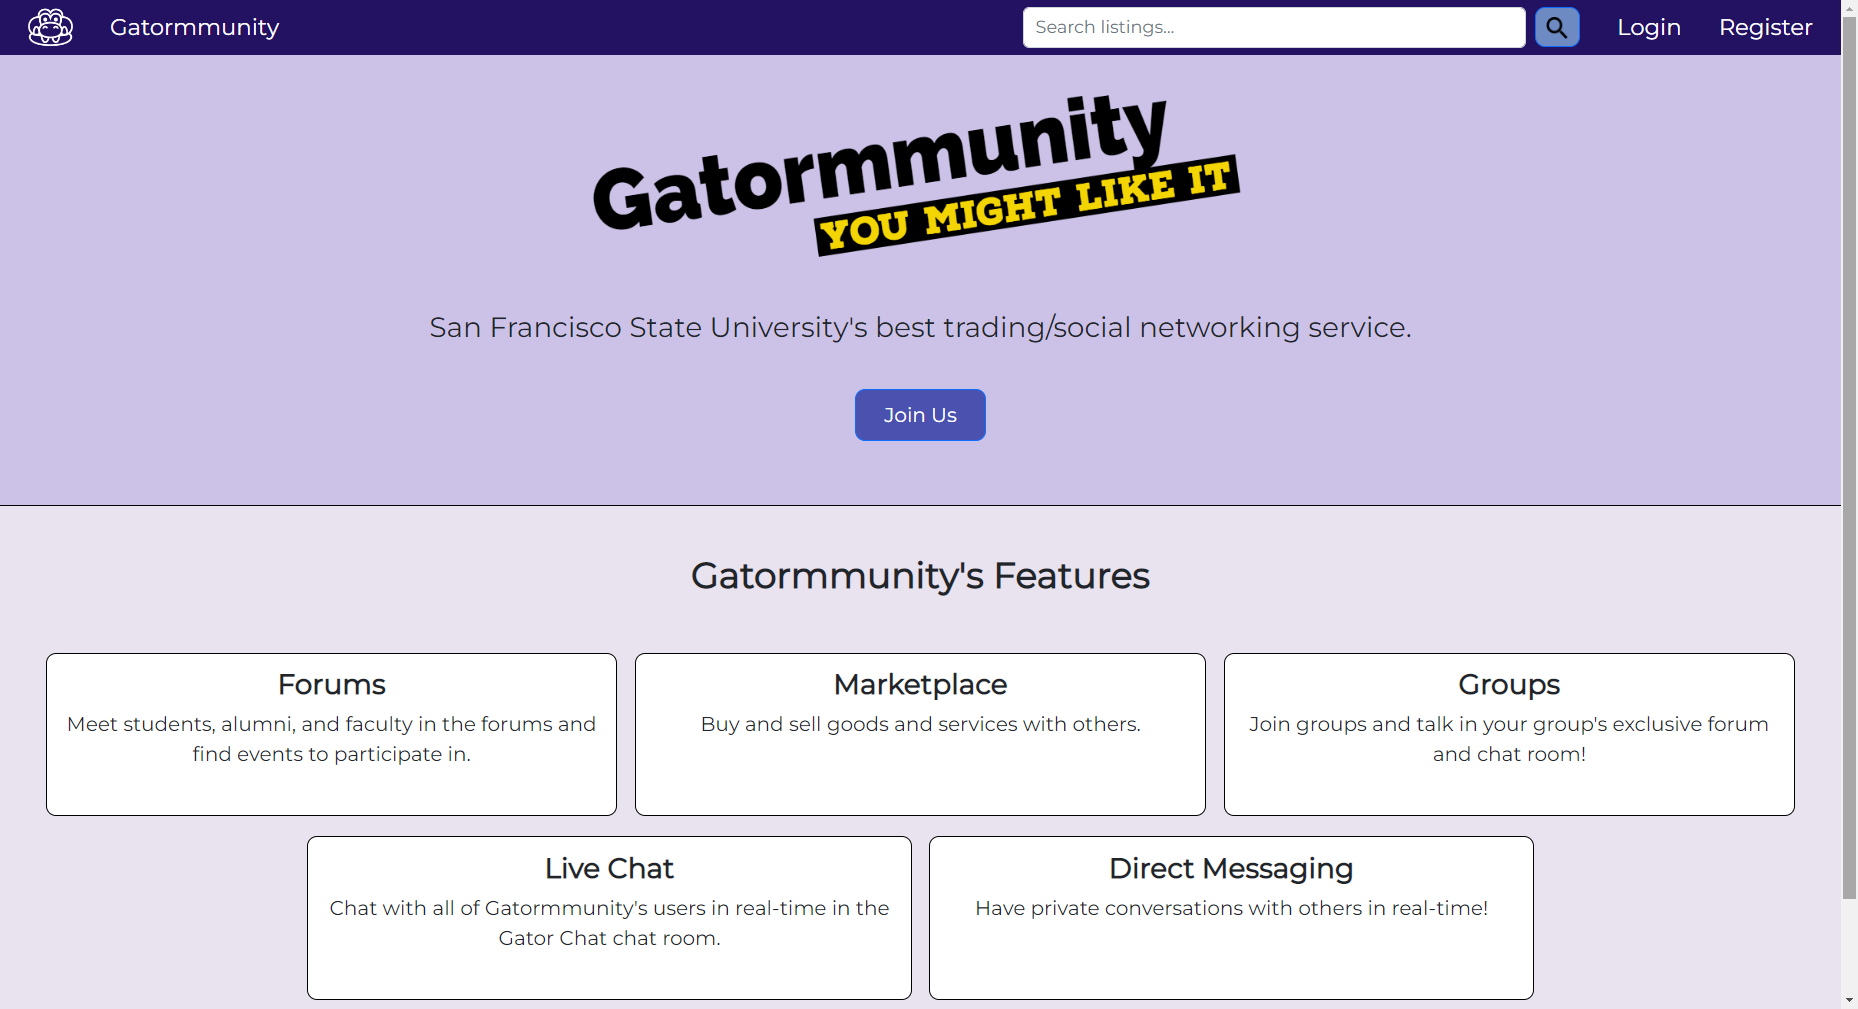 Gatormmunity
Search listings...
Login
Register
Gatormmunity
YOU MIGHT LIKE IT
San Francisco State University's best trading/social networking service.
Join Us
Gatormmunity's Features
Forums
Meet students, alumni, and faculty in the forums and
find events to participate in.
Marketplace
Buy and sell goods and services with others.
Groups
Join groups and talk in your group's exclusive forum
and chat room!
Live Chat
Chat with all of Gatormmunity's users in real-time in the
Gator Chat chat room.
Direct Messaging
Have private conversations with others in real-time!